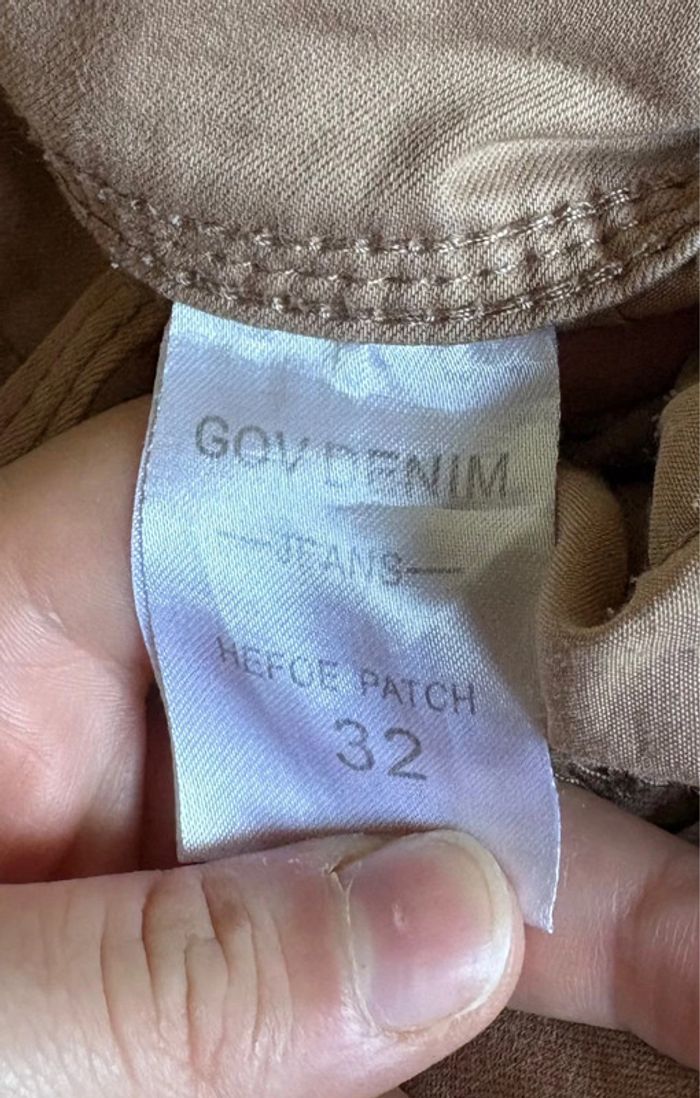 GOV DENIM
—JEANS—
HEFOE PATCH
32